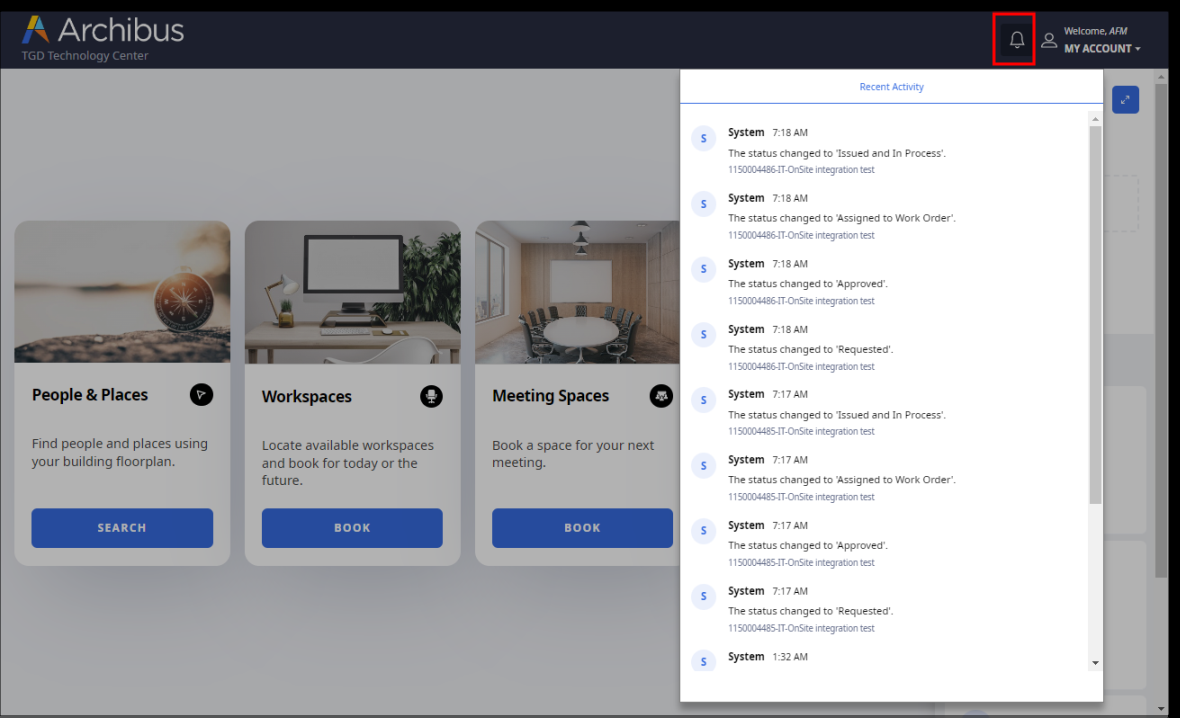 Archibus
TGD Technology Center
Welcome, AFM
MY ACCOUNT
Recent Activity
S
System 7:18 AM
The status changed to 'Issued and In Process'.
1150004486-IT-OnSite integration test
S
System 7:18 AM
The status changed to 'Assigned to Work Order'.
1150004486-IT-OnSite integration test
S
System 7:18 AM
The status changed to 'Approved'.
1150004486-IT-OnSite integration test
S
System 7:18 AM
The status changed to 'Requested'.
1150004486-IT-OnSite integration test
S
System 7:17 AM
The status changed to 'Issued and In Process'.
1150004485-IT-OnSite integration test
S
System 7:17 AM
The status changed to 'Assigned to Work Order'.
1150004485-IT-OnSite integration test
S
System 7:17 AM
The status changed to 'Approved'.
1150004485-IT-OnSite integration test
S
System 7:17 AM
The status changed to 'Requested'.
1150004485-IT-OnSite integration test
S
System 1:32 AM
People & Places
Find people and places using
your building floorplan.
SEARCH
Workspaces
Locate available workspaces
and book for today or the
future.
BOOK
Meeting Spaces
Book a space for your next
meeting.
BOOK